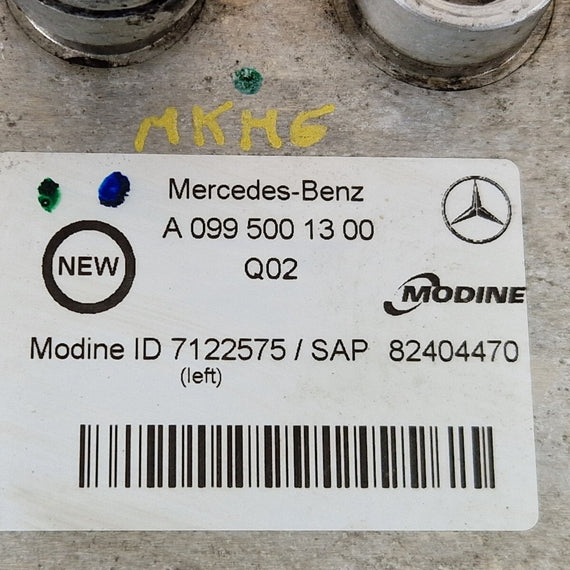 MKMG
Mercedes-Benz
A 099 500 13 00
NEW
Q02
MODINE
Modine ID 7122575 / SAP 82404470
(left)